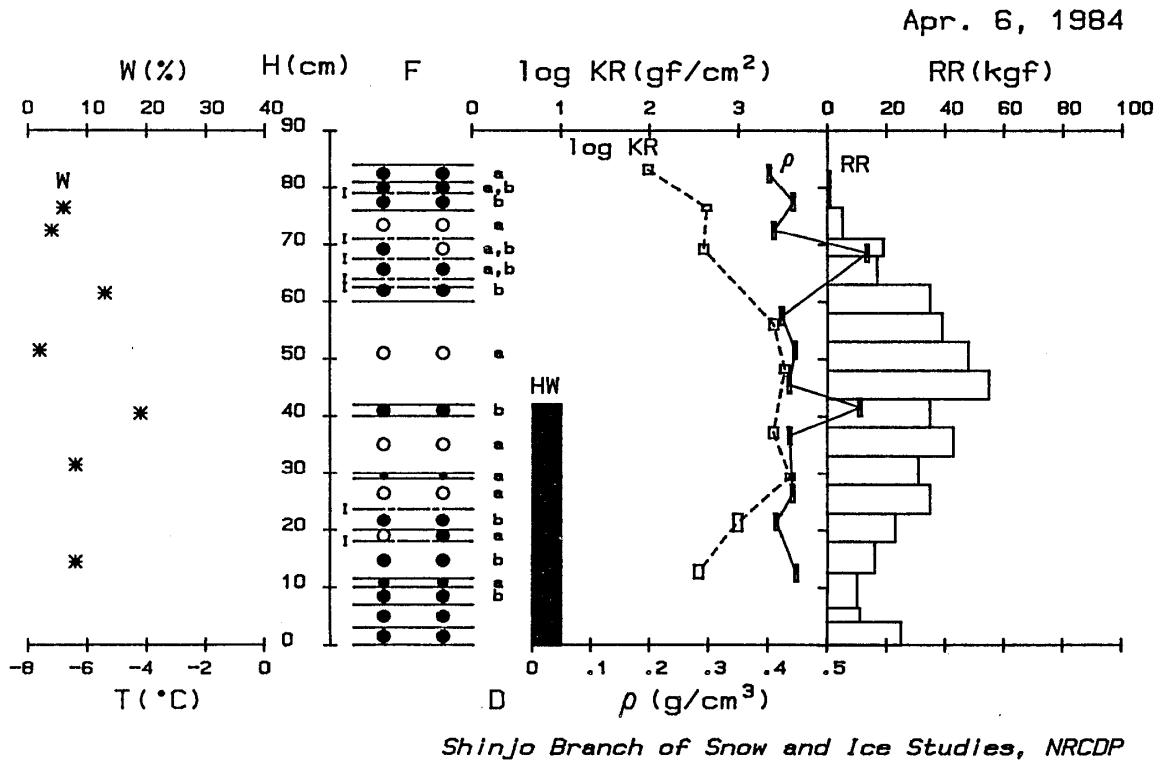 Apr. 6, 1984
W(%) H(cm) F log KR(gf/cm²) RR(kgf)
0 10 20 30 40 0 1 2 3 0 20 40 60 80 100
90
log KR ρ RR
W
a
80 a,b
I
b
a
70 I
a,b
I
a,b
I
I b
60
50 a
HW
b
40
a
30
a
a
I
b
20
a
I
b
a
10
b
0
-8 -6 -4 -2 0 0 .1 .2 .3 .4 .5
T(°C) D ρ(g/cm³)
Shinjo Branch of Snow and Ice Studies, NRCDP